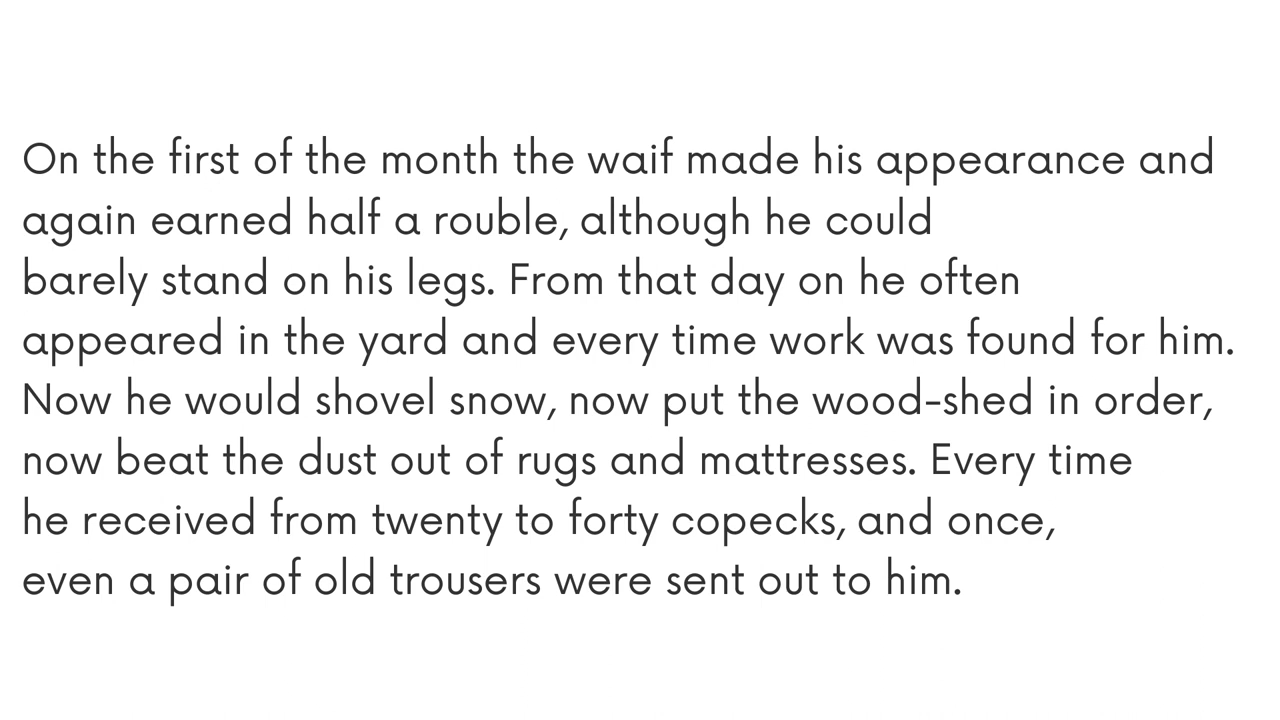 On the first of the month the waif made his appearance and
again earned half a rouble, although he could
barely stand on his legs. From that day on he often
appeared in the yard and every time work was found for him.
Now he would shovel snow, now put the wood-shed in order,
now beat the dust out of rugs and mattresses. Every time
he received from twenty to forty copecks, and once,
even a pair of old trousers were sent out to him.